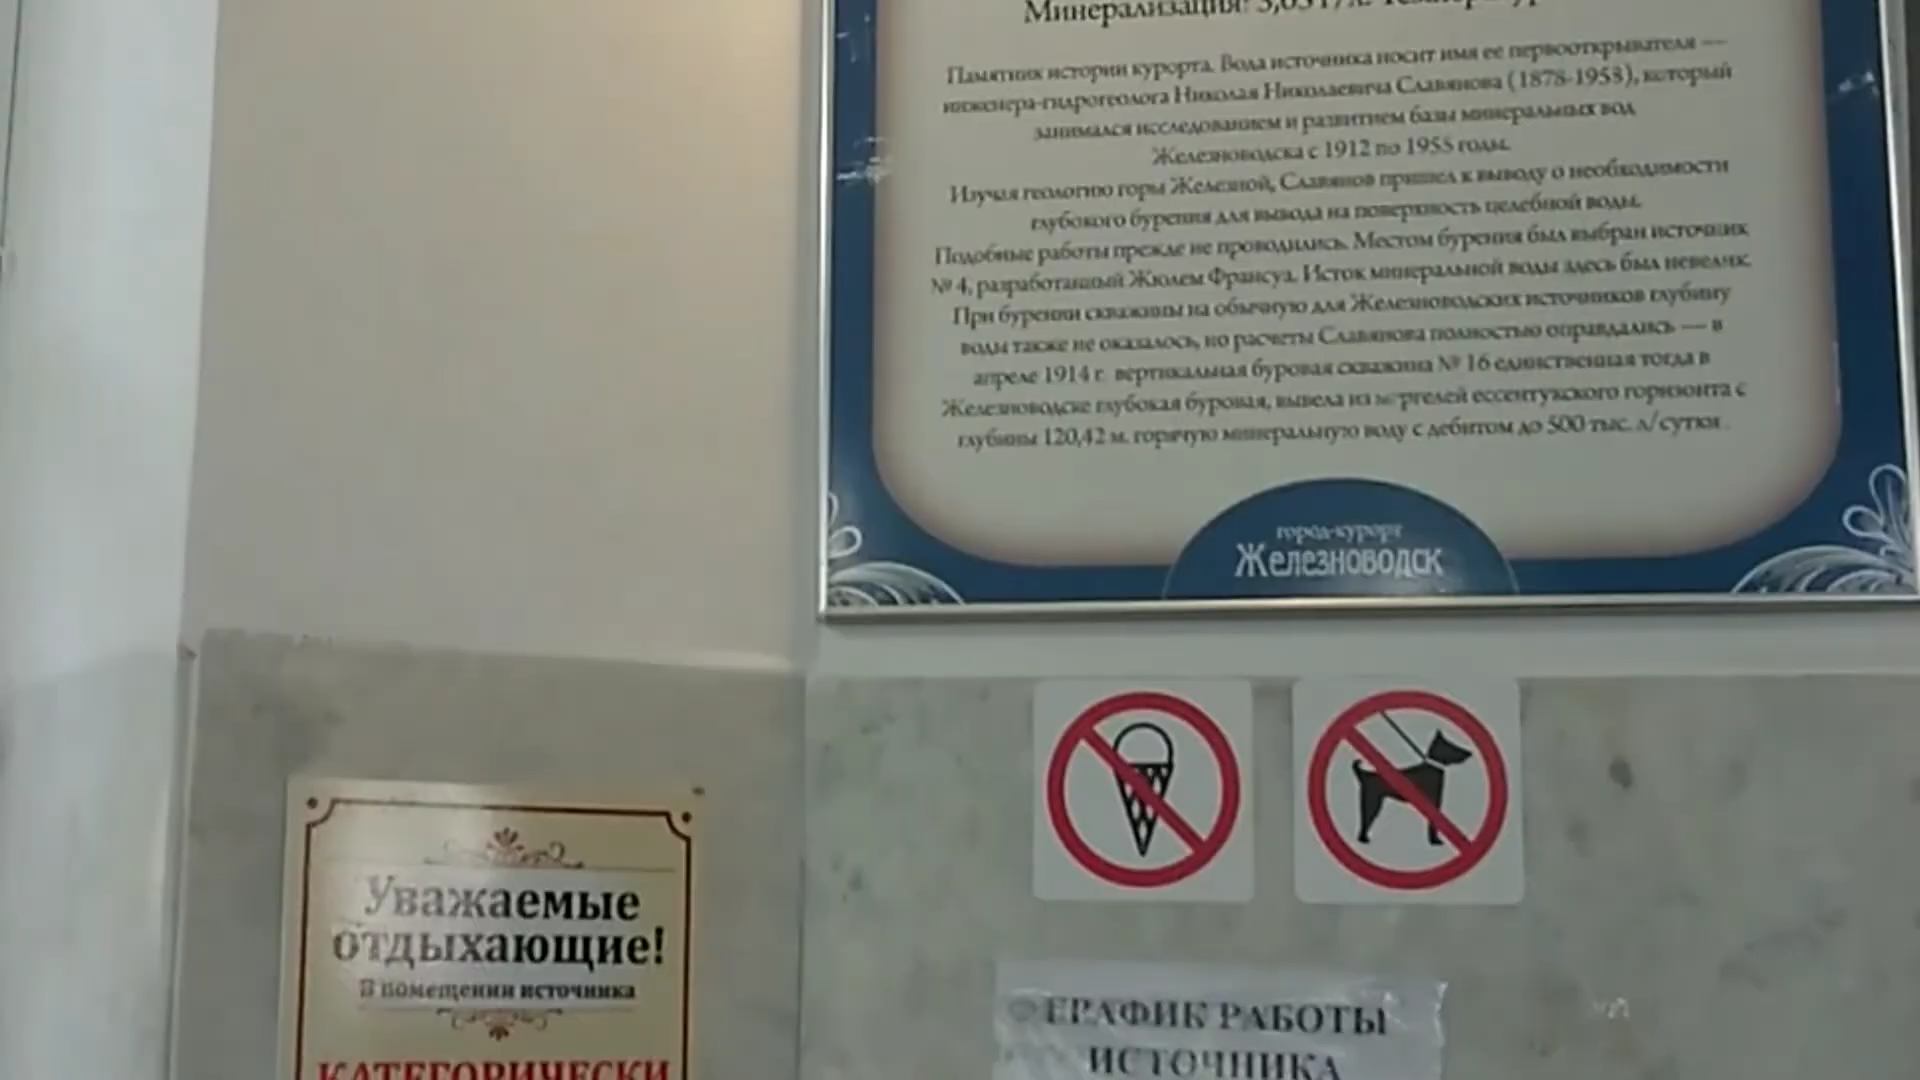 Минерализация:
Памятник истории курорта. Вода источника носит имя ее первооткрывателя —
инженера-гидрогеолога Николая Николаевича Славянова (1878-1958), который
занимался исследованием и развитием базы минеральных вод
Железноводска с 1912 по 1955 годы.
Изучая геологию горы Железной, Славянов пришел к выводу о необходимости
глубокого бурения для вывода на поверхность целебной воды.
Подобные работы прежде не проводились. Местом бурения был выбран источник
№ 4, разработанный Жюлем Франсуа. Исток минеральной воды здесь был невелик.
При бурении скважины на обычную для Железноводских источников глубину
воды также не оказалось, но расчеты Славянова полностью оправдались — в
апреле 1914 г. вертикальная буровая скважина № 16 единственная тогда в
Железноводске глубокая буровая, вывела из мергелей ессентукского горизонта с
глубины 120,42 м. горячую минеральную воду с дебитом до 500 тыс. л/сутки.
город-курорт
Железноводск
Уважаемые
отдыхающие!
В помещении источника
КАТЕГОРИЧЕСКИ
ГРАФИК РАБОТЫ
ИСТОЧНИКА